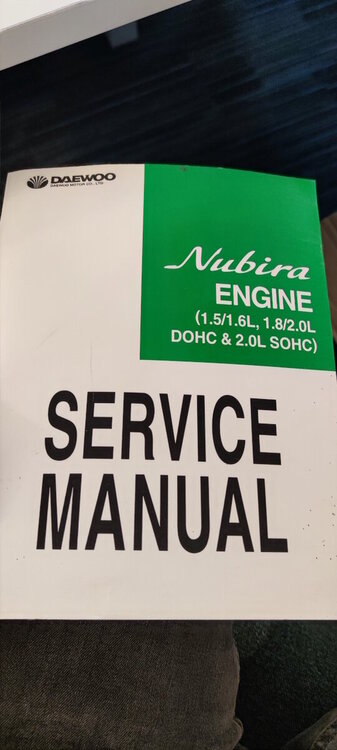 DAEWOO
DAEWOO MOTOR CO., LTD
Nubira
ENGINE
(1.5/1.6L, 1.8/2.0L
DOHC & 2.0L SOHC)
SERVICE
MANUAL